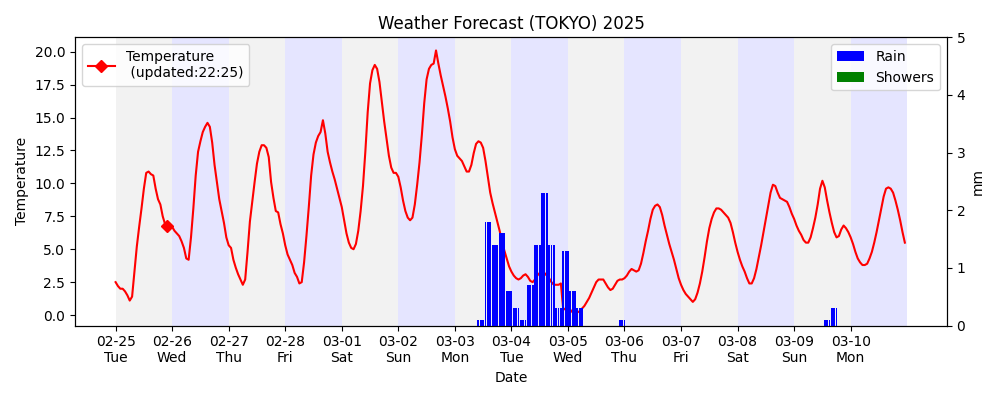 Weather Forecast (TOKYO) 2025
Temperature
(updated:22:25)
Rain
Showers
Temperature
20.0
17.5
15.0
12.5
10.0
7.5
5.0
2.5
0.0
5
4
3
2
1
0
mm
02-25 02-26 02-27 02-28 03-01 03-02 03-03 03-04 03-05 03-06 03-07 03-08 03-09 03-10
Tue Wed Thu Fri Sat Sun Mon Tue Wed Thu Fri Sat Sun Mon
Date